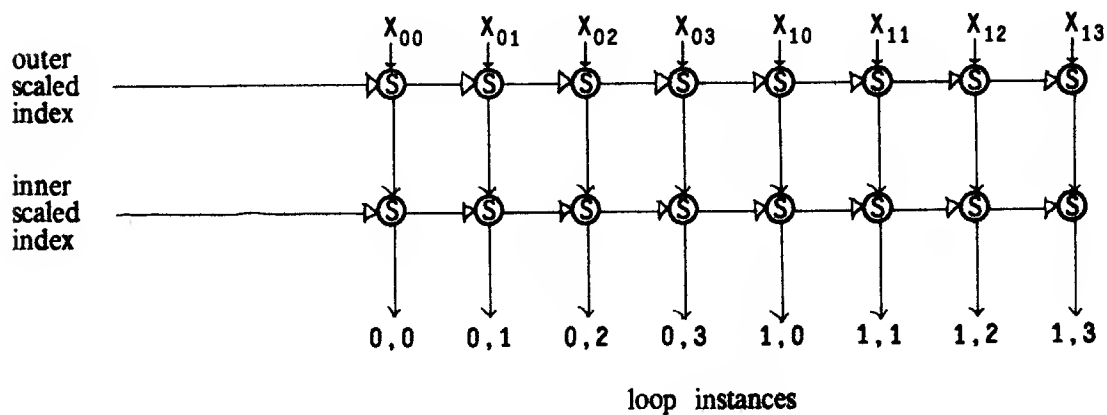 X00 X01 X02 X03 X10 X11 X12 X13
outer
scaled
index
S S S S S S S S
inner
scaled
index
S S S S S S S S
0,0 0,1 0,2 0,3 1,0 1,1 1,2 1,3
loop instances